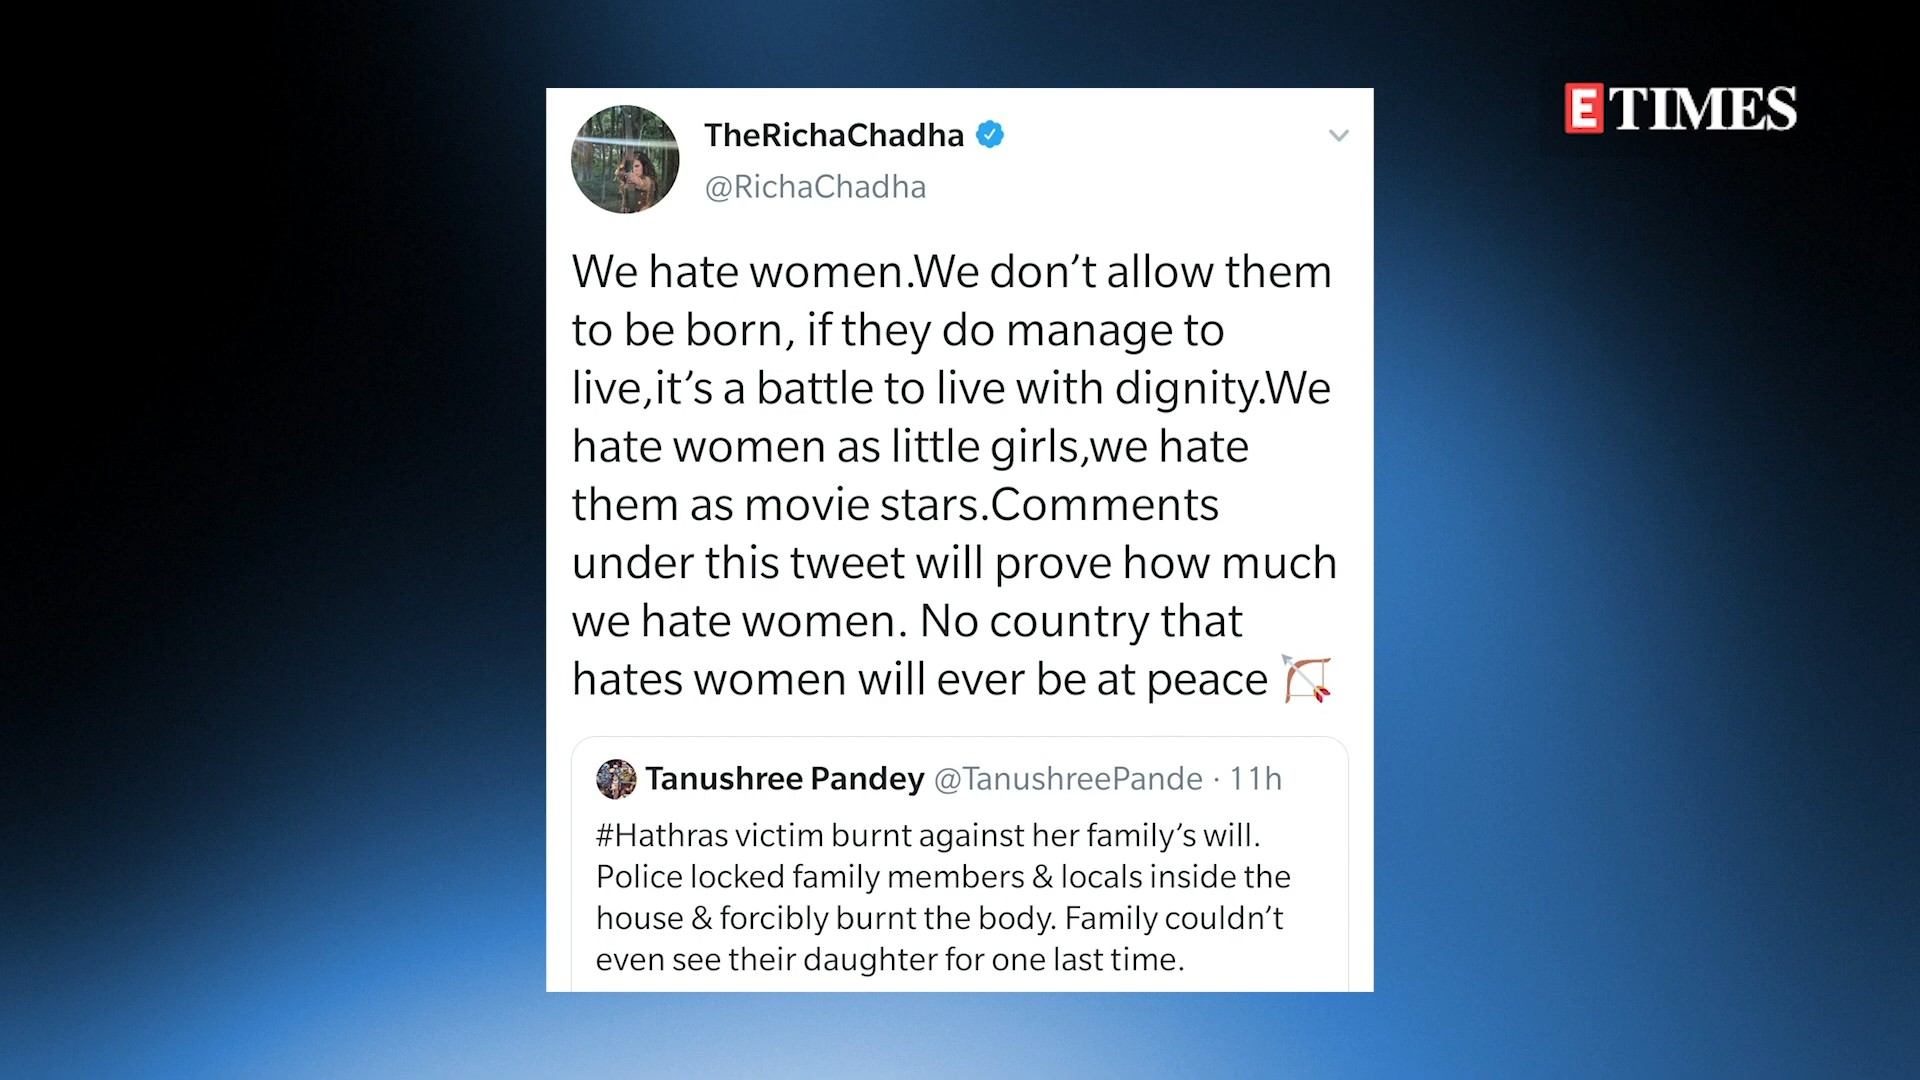 E TIMES
TheRichaChadha
@RichaChadha
We hate women.We don’t allow them
to be born, if they do manage to
live,it’s a battle to live with dignity.We
hate women as little girls,we hate
them as movie stars.Comments
under this tweet will prove how much
we hate women. No country that
hates women will ever be at peace 🏹
Tanushree Pandey @TanushreePande · 11h
#Hathras victim burnt against her family’s will.
Police locked family members & locals inside the
house & forcibly burnt the body. Family couldn’t
even see their daughter for one last time.